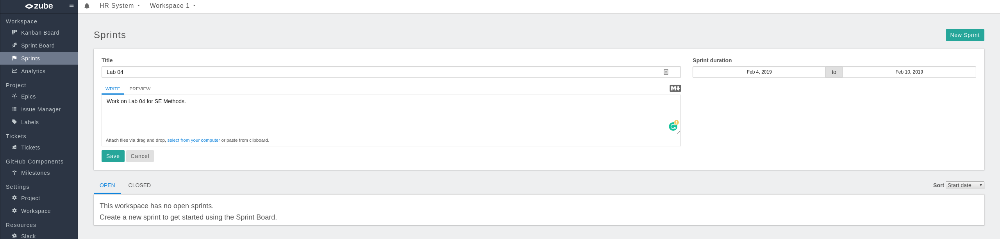 zube
HR System
Workspace 1
Workspace
Kanban Board
Sprint Board
Sprints
Analytics
Project
Epics
Issue Manager
Labels
Tickets
Tickets
GitHub Components
Milestones
Settings
Project
Workspace
Resources
Slack
Sprints
New Sprint
Title
Lab 04
Sprint duration
Feb 4, 2019 to Feb 10, 2019
WRITE PREVIEW
M
Work on Lab 04 for SE Methods.
Attach files via drag and drop, select from your computer or paste from clipboard.
Save Cancel
OPEN CLOSED
Sort Start date
This workspace has no open sprints.
Create a new sprint to get started using the Sprint Board.